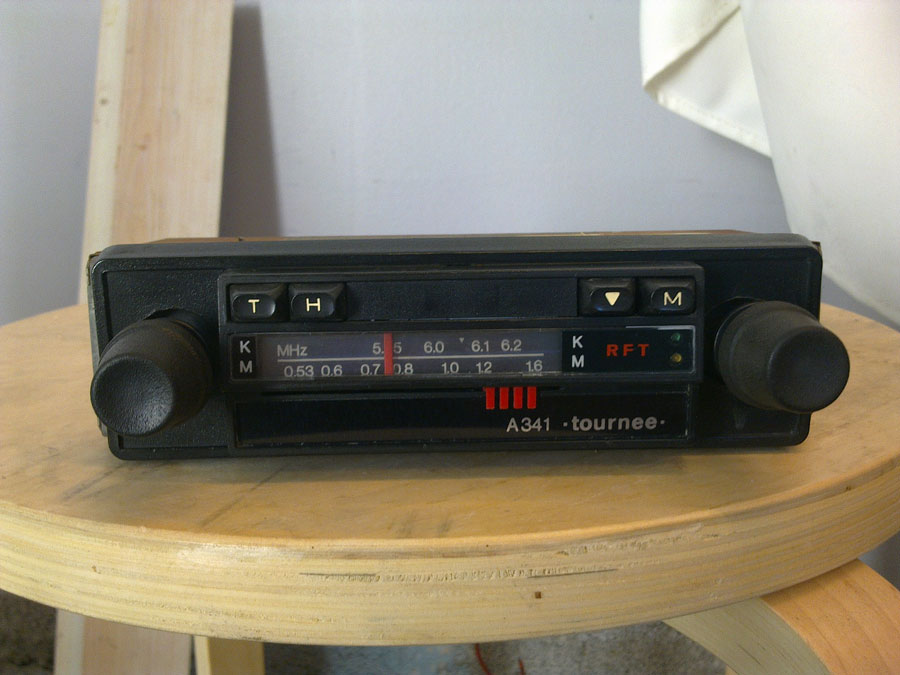 T H ▼ M
K MHz 5. 5 6.0 ▾ 6.1 6.2 K
M 0.53 0.6 0.7 0.8 1.0 1.2 1.6 M
RFT
A341 ·tournee·